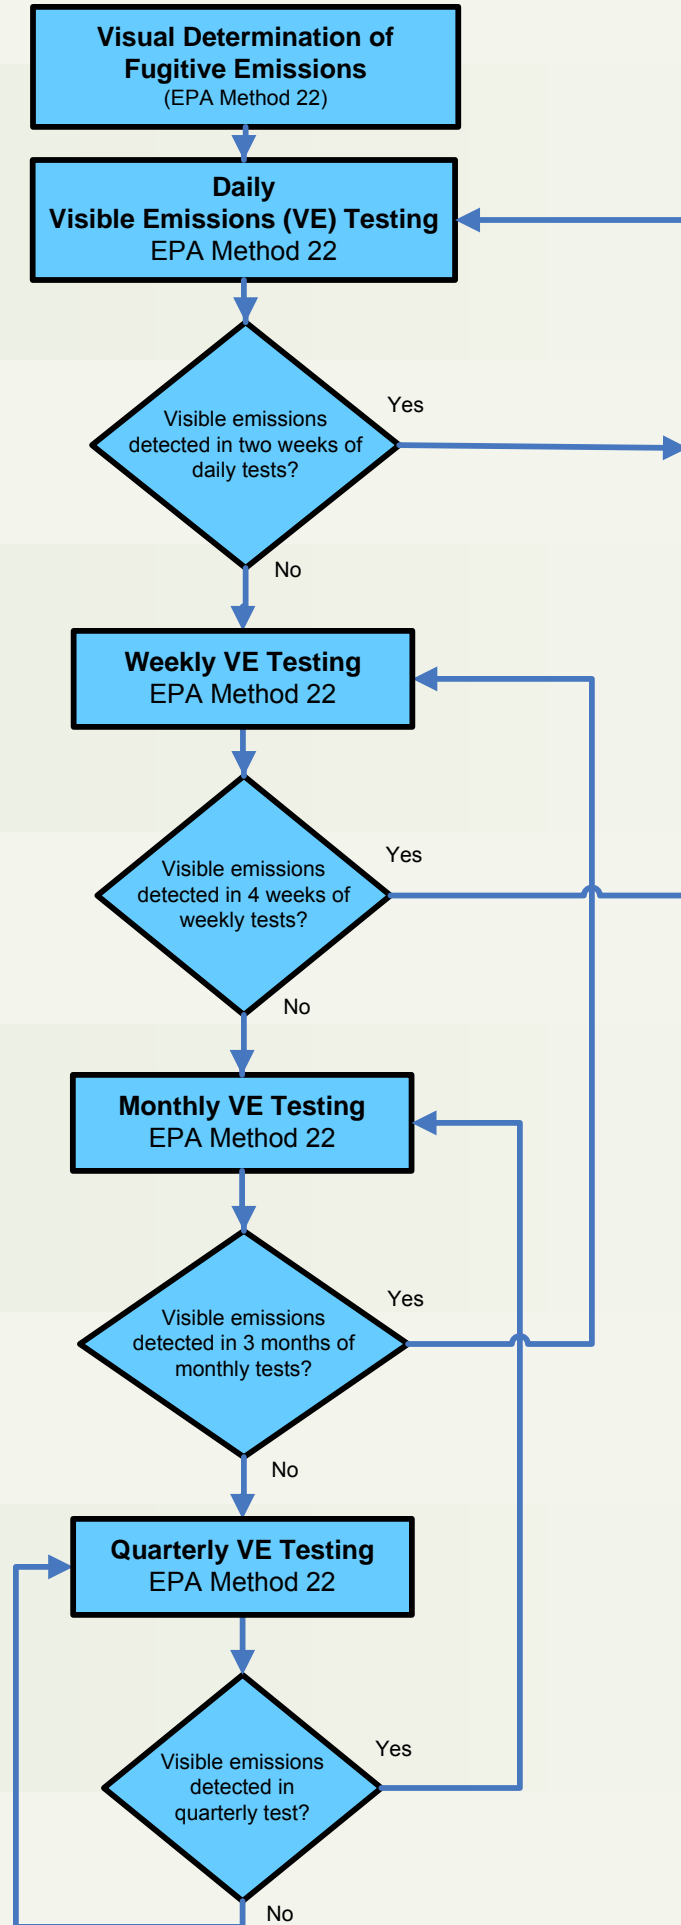 Visual Determination of
Fugitive Emissions
(EPA Method 22)
Daily
Visible Emissions (VE) Testing
EPA Method 22
Visible emissions
detected in two weeks of
daily tests?
Yes
No
Weekly VE Testing
EPA Method 22
Visible emissions
detected in 4 weeks of
weekly tests?
Yes
No
Monthly VE Testing
EPA Method 22
Visible emissions
detected in 3 months of
monthly tests?
Yes
No
Quarterly VE Testing
EPA Method 22
Visible emissions
detected in
quarterly test?
Yes
No